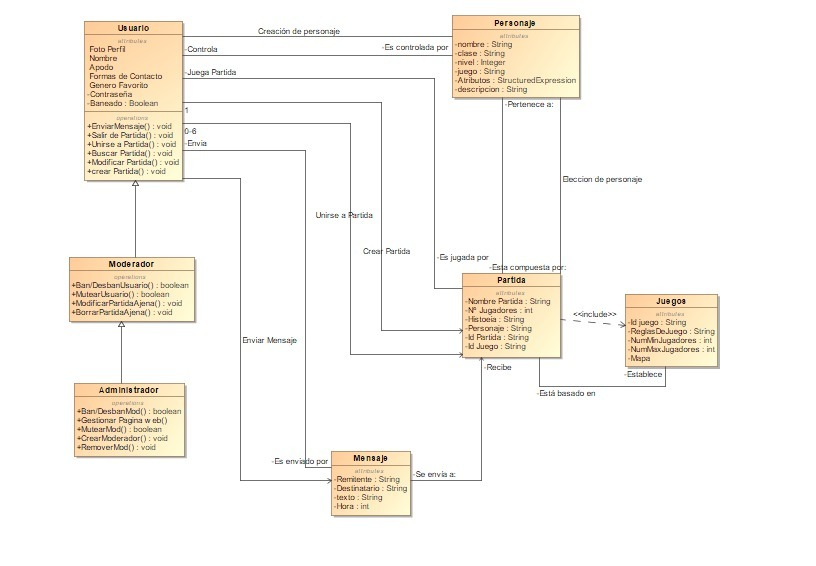 Usuario
attributes
Foto Perfil
Nombre
Apodo
Formas de Contacto
Genero Favorito
-Contraseña
-Baneado : Boolean
operations
+EnviarMensaje() : void
+Salir de Partida() : void
+Unirse a Partida() : void
+Buscar Partida() : void
+Modificar Partida() : void
+crear Partida() : void
Creación de personaje
-Controla
-Es controlada por
-Juega Partida
1
0-6
-Envia
Personaje
attributes
-nombre : String
-clase : String
-nivel : Integer
-juego : String
-Atributos : StructuredExpression
-descripcion : String
-Pertenece a:
Eleccion de personaje
Unirse a Partida
Crear Partida
-Es jugada por
-Esta compuesta por:
Moderador
operations
+Ban/DesbanUsuario() : boolean
+MutearUsuario() : boolean
+ModificarPartidaAjena() : void
+BorrarPartidaAjena() : void
Partida
attributes
-Nombre Partida : String
-Nº Jugadores : int
-Histoeia : String
-Personaje : String
-Id Partida : String
-Id Juego : String
<<include>>
Juegos
attributes
-Id juego : String
-ReglasDeJuego : String
-NumMinJugadores : int
-NumMaxJugadores : int
-Mapa
-Establece
-Está basado en
-Recibe
Enviar Mensaje
Administrador
operations
+Ban/DesbanMod() : boolean
+Gestionar Pagina web()
+MutearMod() : boolean
+CrearModerador() : void
+RemoverMod() : void
-Es enviado por
-Se envia a:
Mensaje
attributes
-Remitente : String
-Destinatario : String
-texto : String
-Hora : int